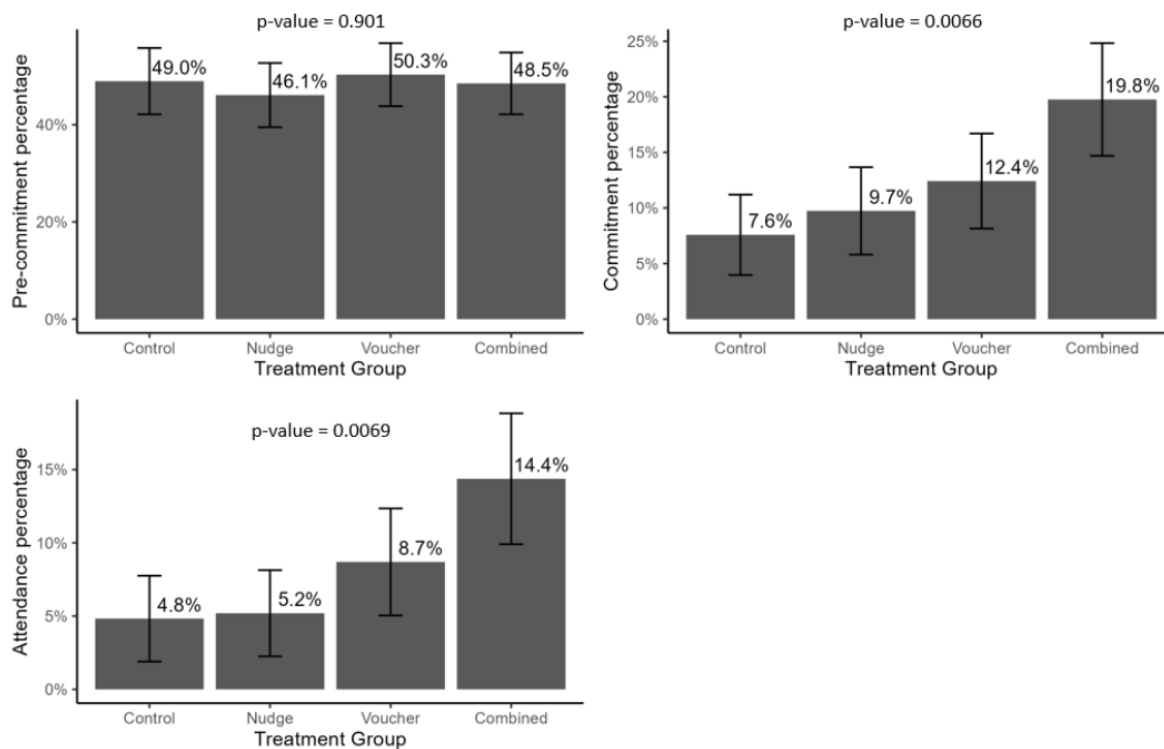 p-value = 0.901
Pre-commitment percentage
40%
20%
0%
49.0%
46.1%
50.3%
48.5%
Control Nudge Voucher Combined
Treatment Group
p-value = 0.0066
Commitment percentage
25%
20%
15%
10%
5%
0%
7.6%
9.7%
12.4%
19.8%
Control Nudge Voucher Combined
Treatment Group
p-value = 0.0069
Attendance percentage
15%
10%
5%
0%
4.8%
5.2%
8.7%
14.4%
Control Nudge Voucher Combined
Treatment Group